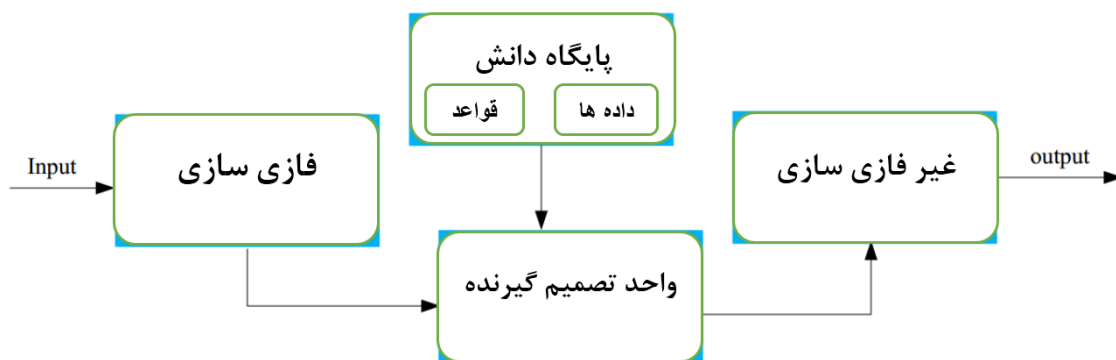 Input
فازی سازی
پایگاه دانش
داده ها
قواعد
واحد تصمیم گیرنده
غیر فازی سازی
output